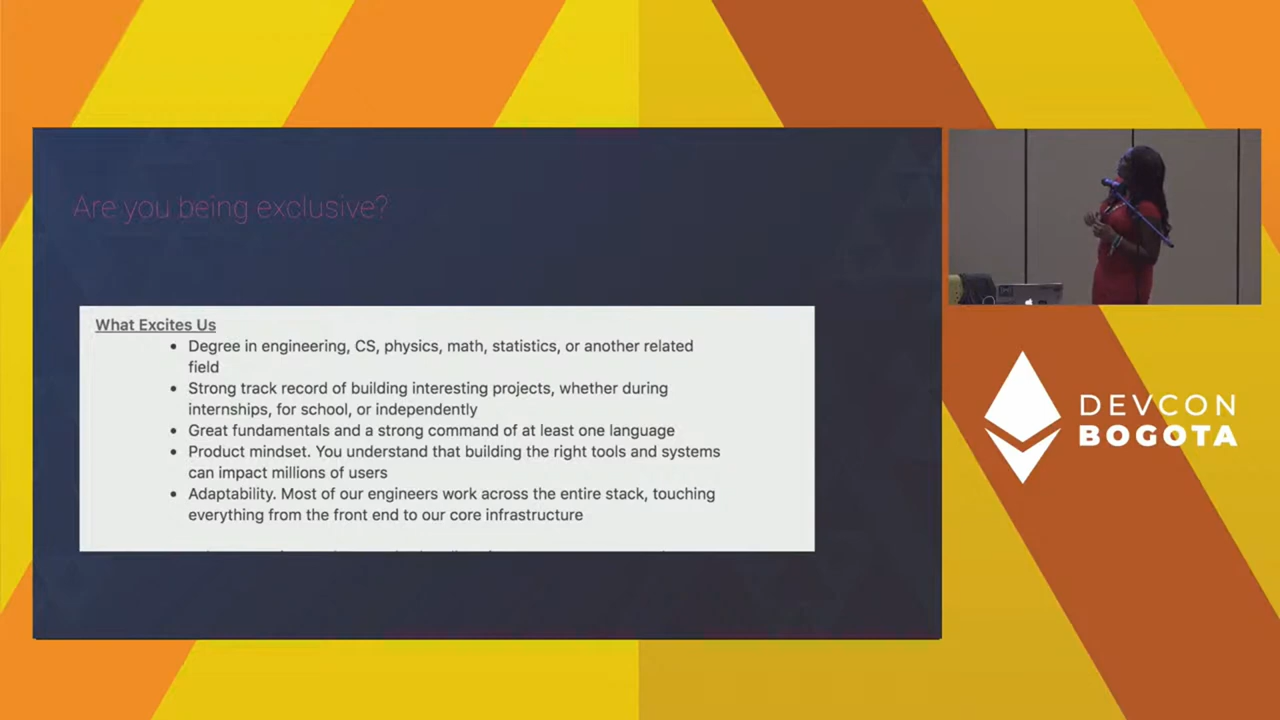 Are you being exclusive?
What Excites Us
• Degree in engineering, CS, physics, math, statistics, or another related
field
• Strong track record of building interesting projects, whether during
internships, for school, or independently
• Great fundamentals and a strong command of at least one language
• Product mindset. You understand that building the right tools and systems
can impact millions of users
• Adaptability. Most of our engineers work across the entire stack, touching
everything from the front end to our core infrastructure
DEVCON
BOGOTA